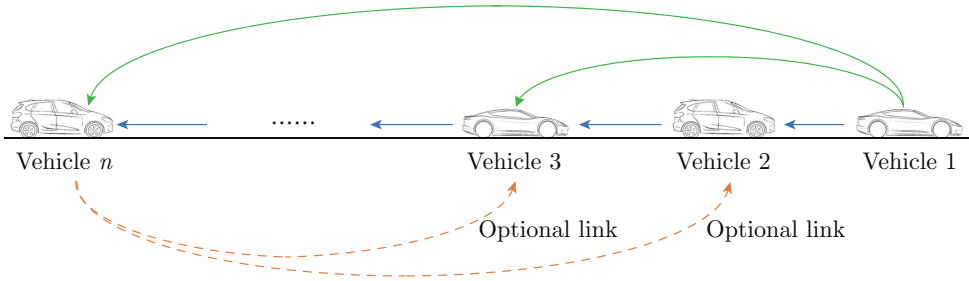 ......
Vehicle n
Vehicle 3
Vehicle 2
Vehicle 1
Optional link
Optional link